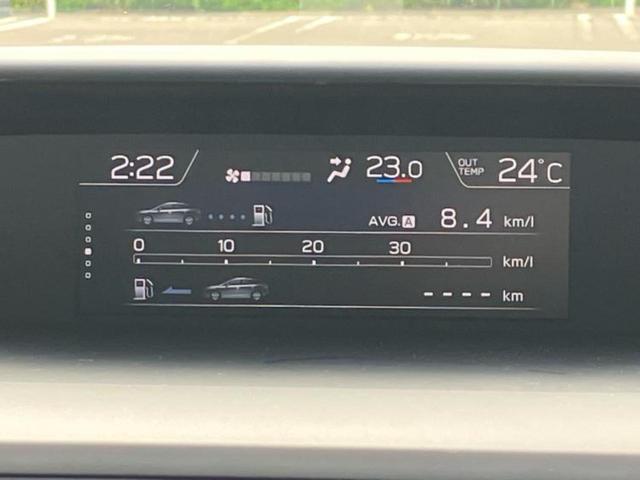 2:22 23.0 OUT TEMP 24°C
AVG. A 8.4 km/l
0 10 20 30
km/l
---- km